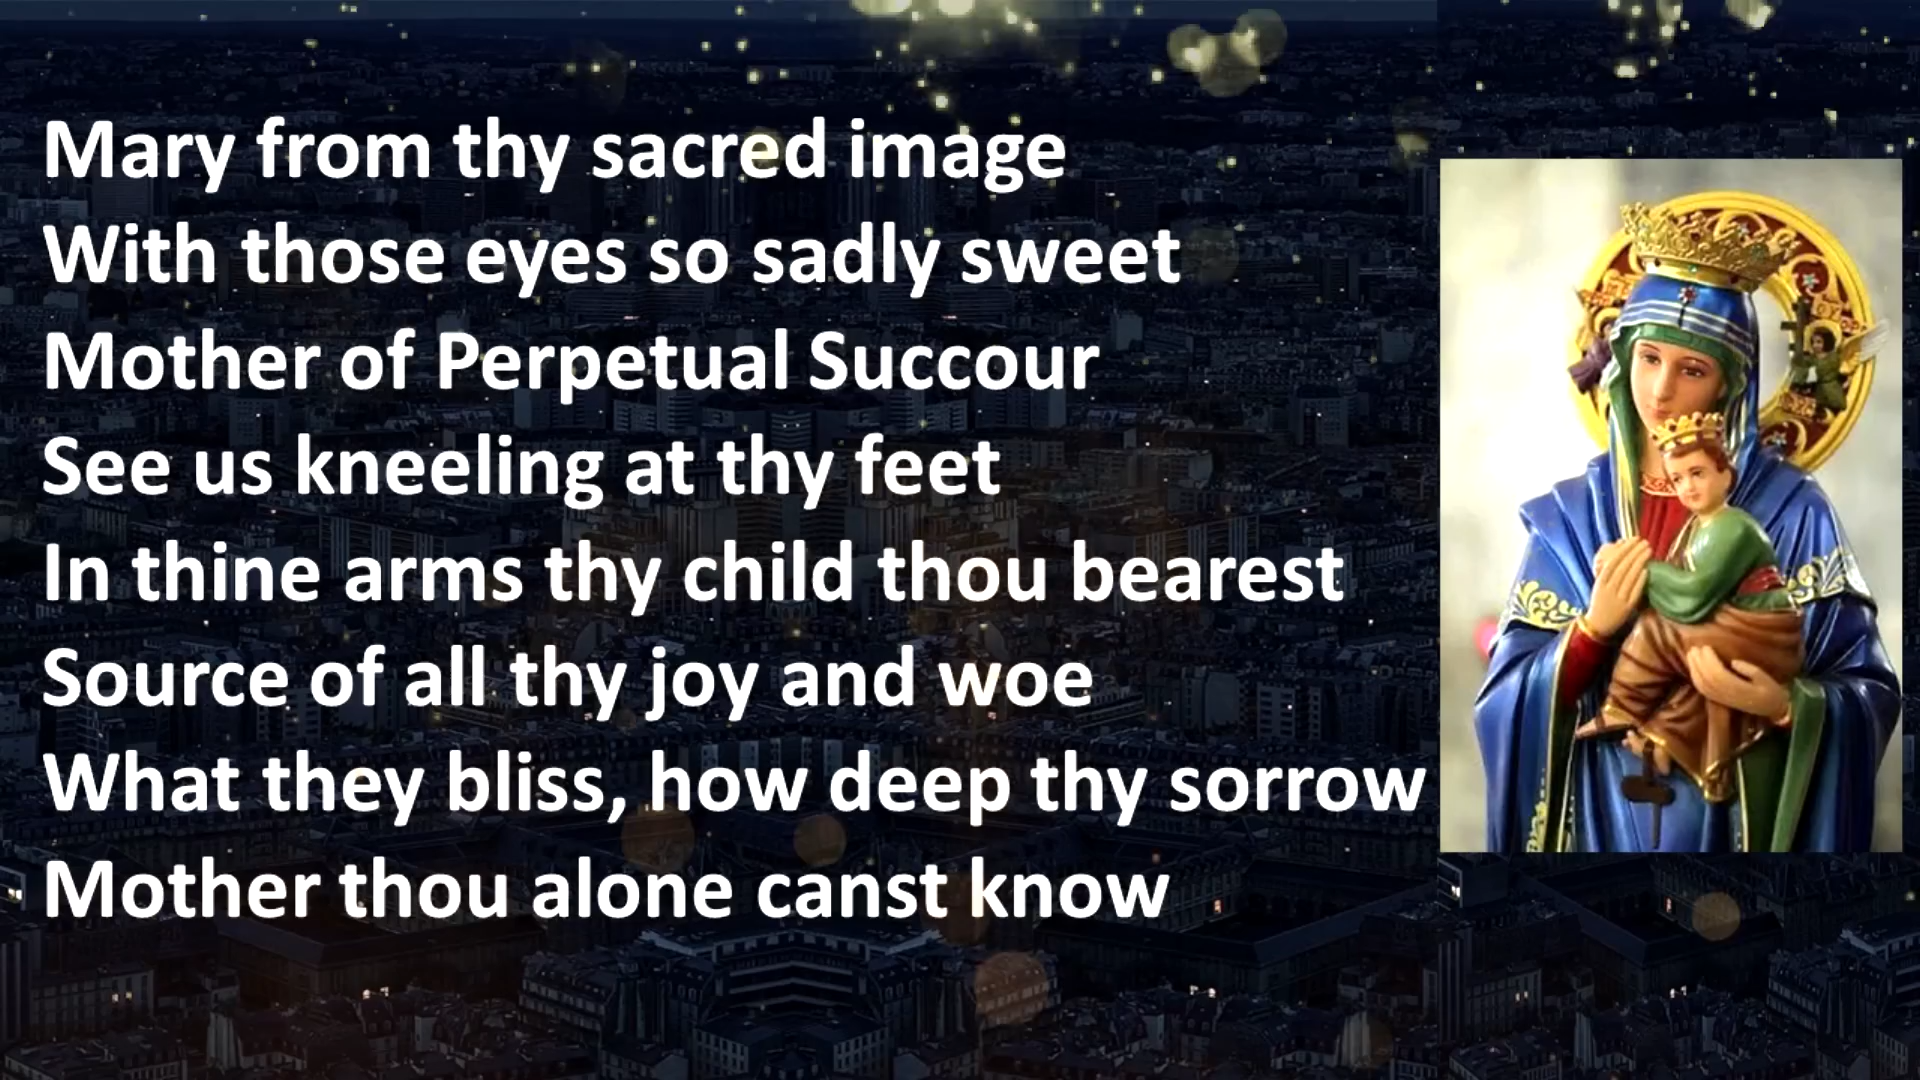 Mary from thy sacred image
With those eyes so sadly sweet
Mother of Perpetual Succour
See us kneeling at thy feet
In thine arms thy child thou bearest
Source of all thy joy and woe
What they bliss, how deep thy sorrow
Mother thou alone canst know